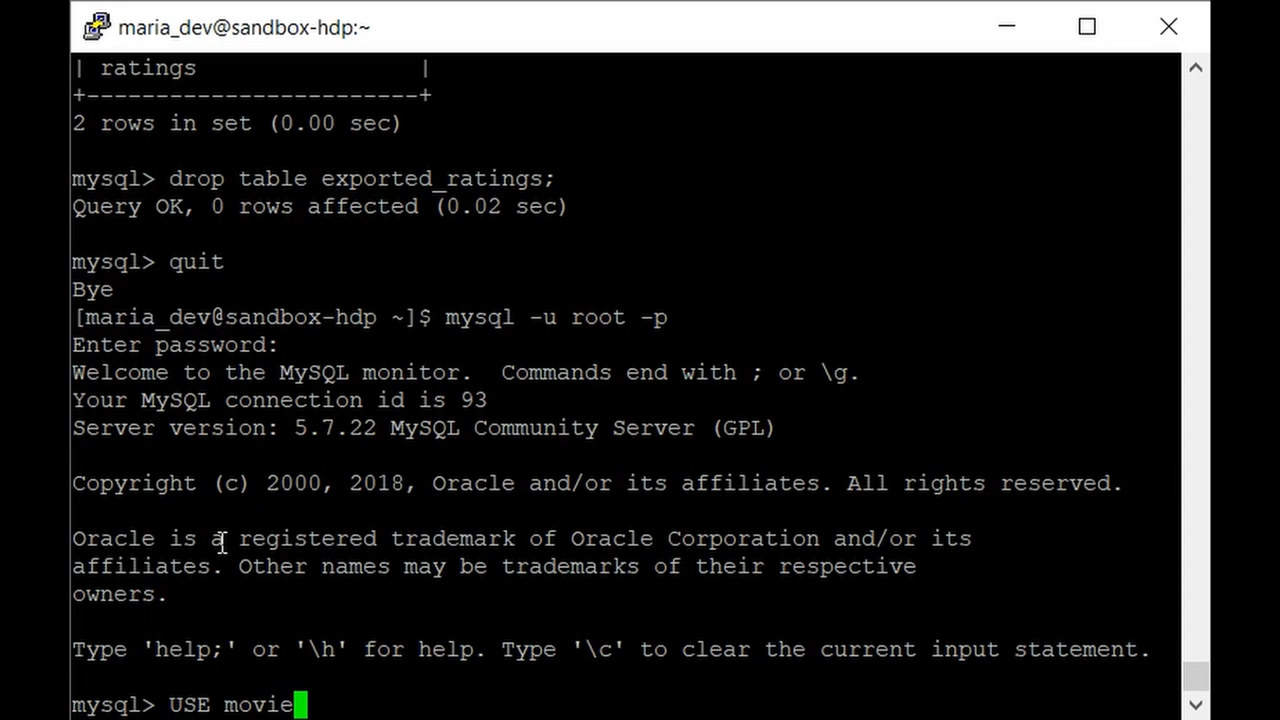 maria_dev@sandbox-hdp:~
| ratings                |
+------------------------+
2 rows in set (0.00 sec)
mysql> drop table exported_ratings;
Query OK, 0 rows affected (0.02 sec)
mysql> quit
Bye
[maria_dev@sandbox-hdp ~]$ mysql -u root -p
Enter password:
Welcome to the MySQL monitor.  Commands end with ; or \g.
Your MySQL connection id is 93
Server version: 5.7.22 MySQL Community Server (GPL)
Copyright (c) 2000, 2018, Oracle and/or its affiliates. All rights reserved.
Oracle is a registered trademark of Oracle Corporation and/or its
affiliates. Other names may be trademarks of their respective
owners.
Type 'help;' or '\h' for help. Type '\c' to clear the current input statement.
mysql> USE movie